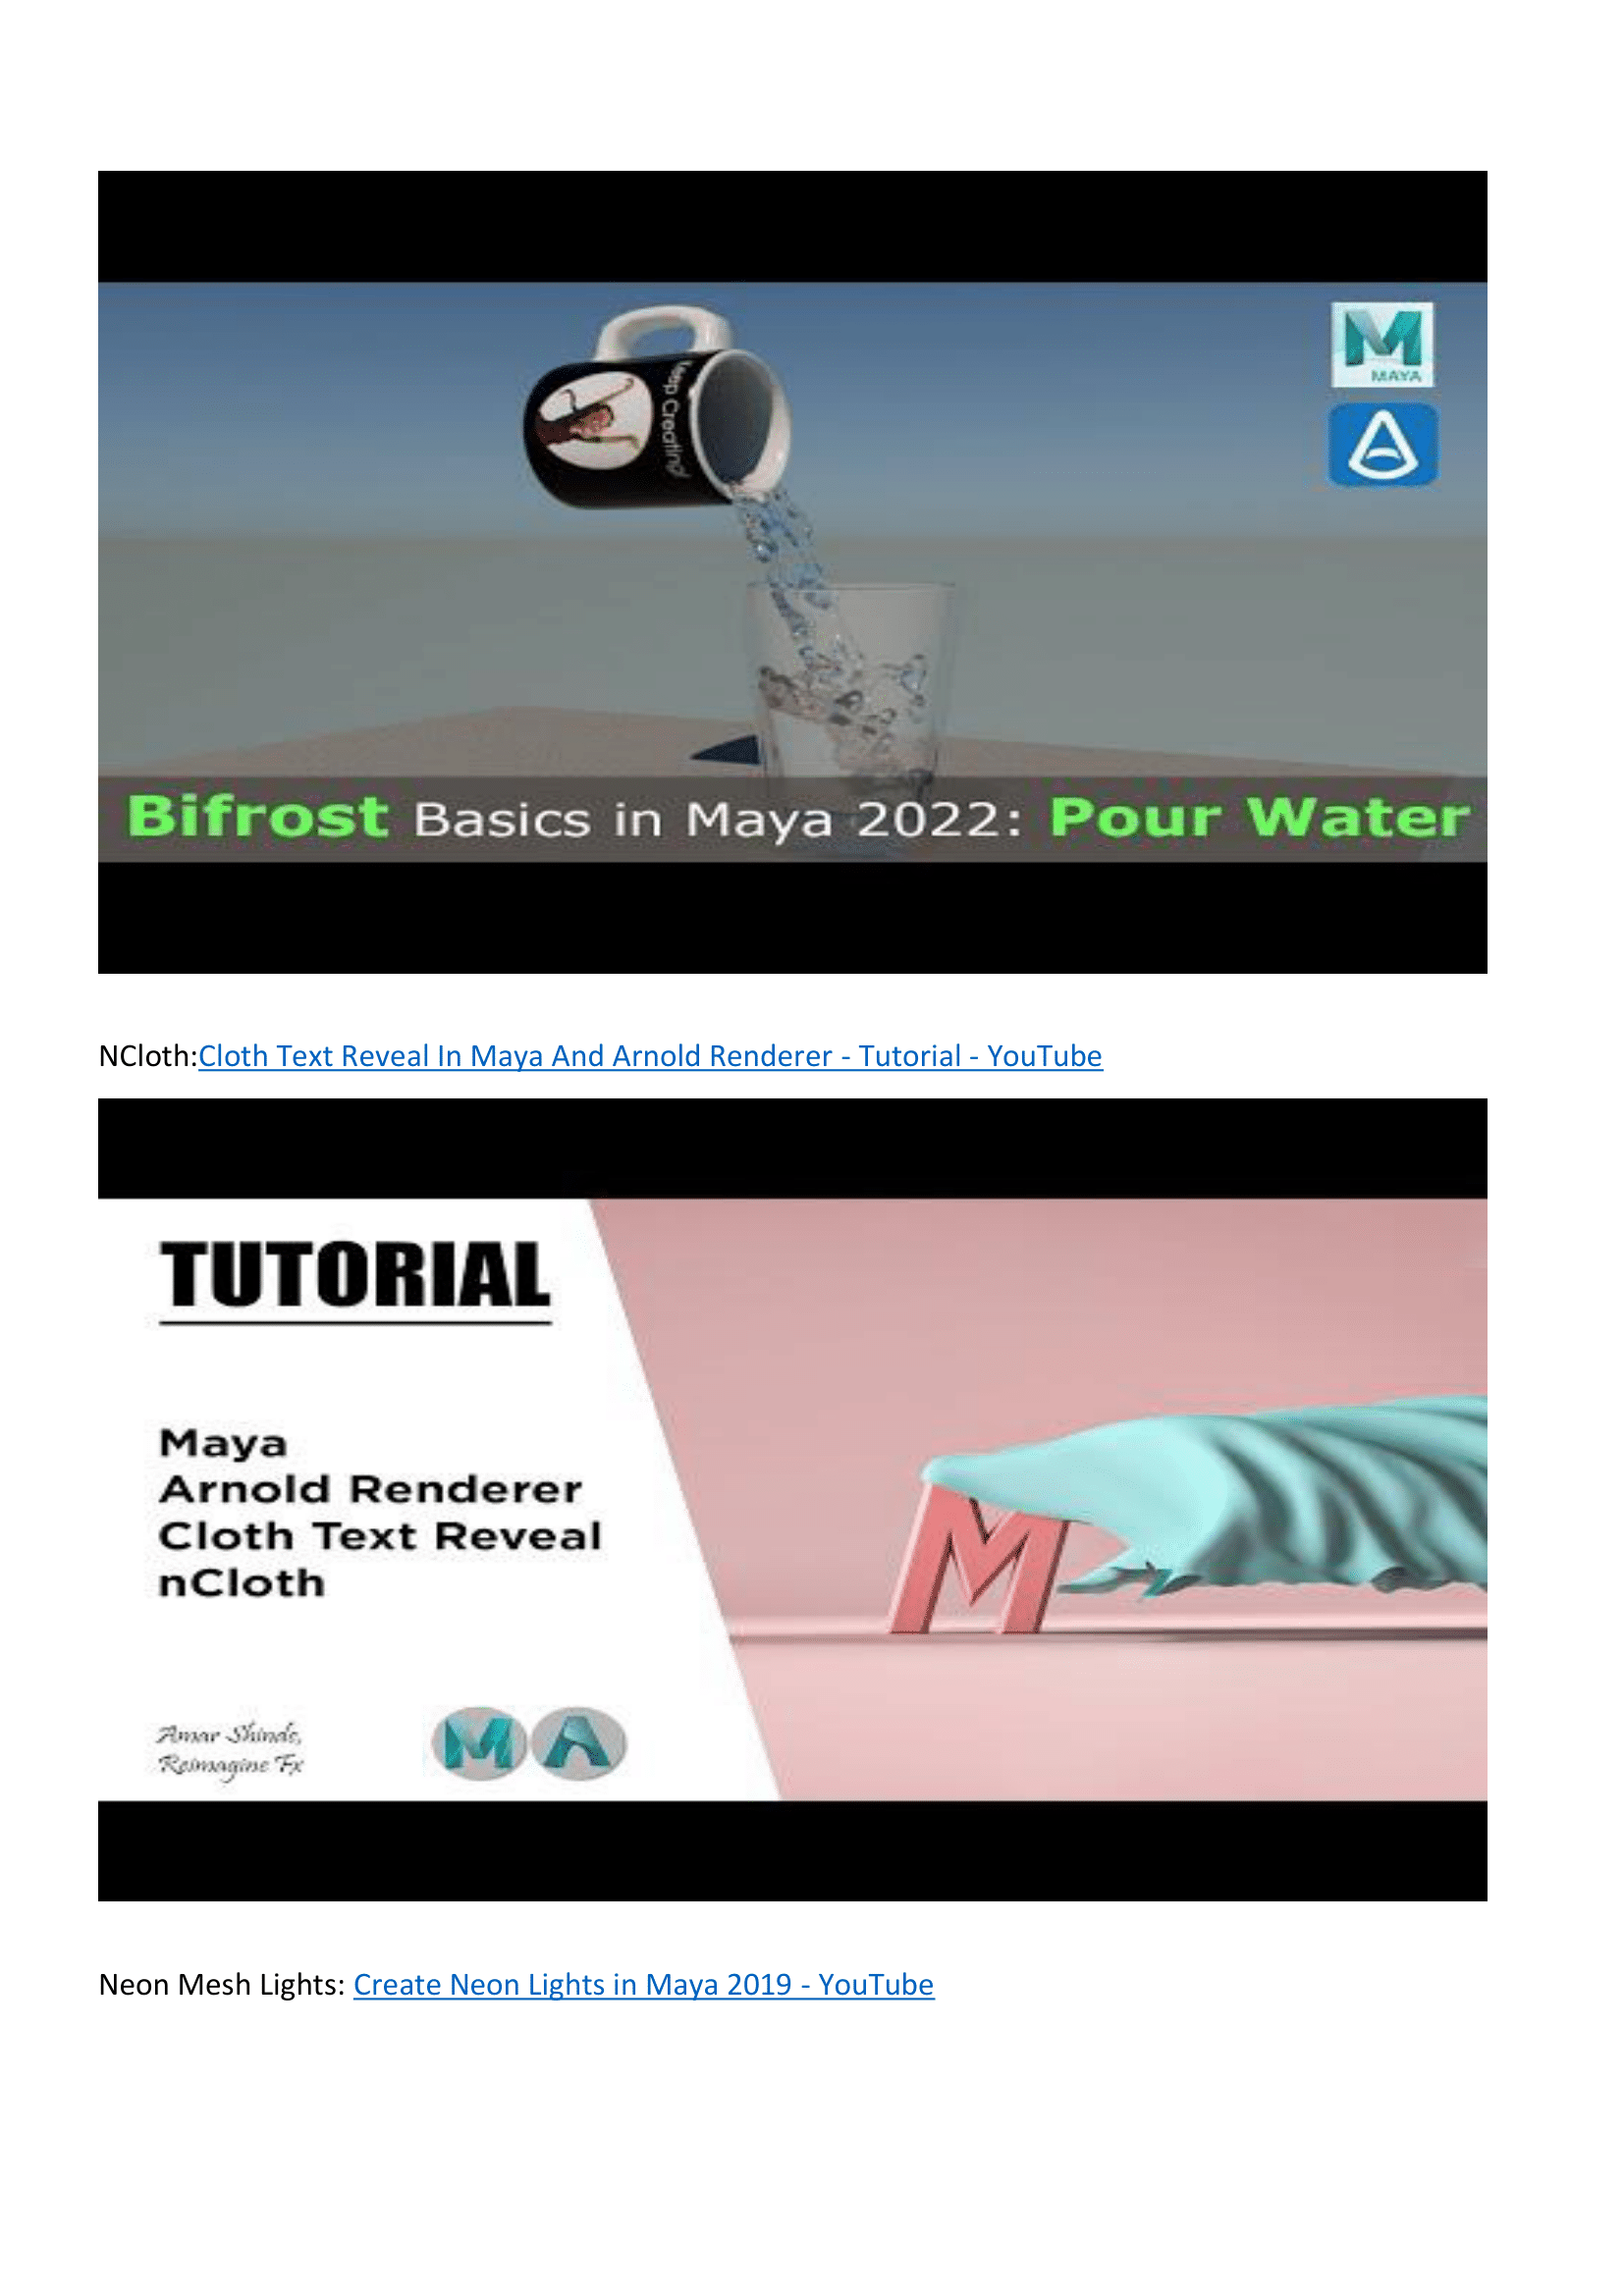 Keep Creating
MAYA
Bifrost Basics in Maya 2022: Pour Water
NCloth:Cloth Text Reveal In Maya And Arnold Renderer - Tutorial - YouTube
TUTORIAL
Maya
Arnold Renderer
Cloth Text Reveal
nCloth
M
Amar Shinde,
Reimagine Fx
Neon Mesh Lights: Create Neon Lights in Maya 2019 - YouTube